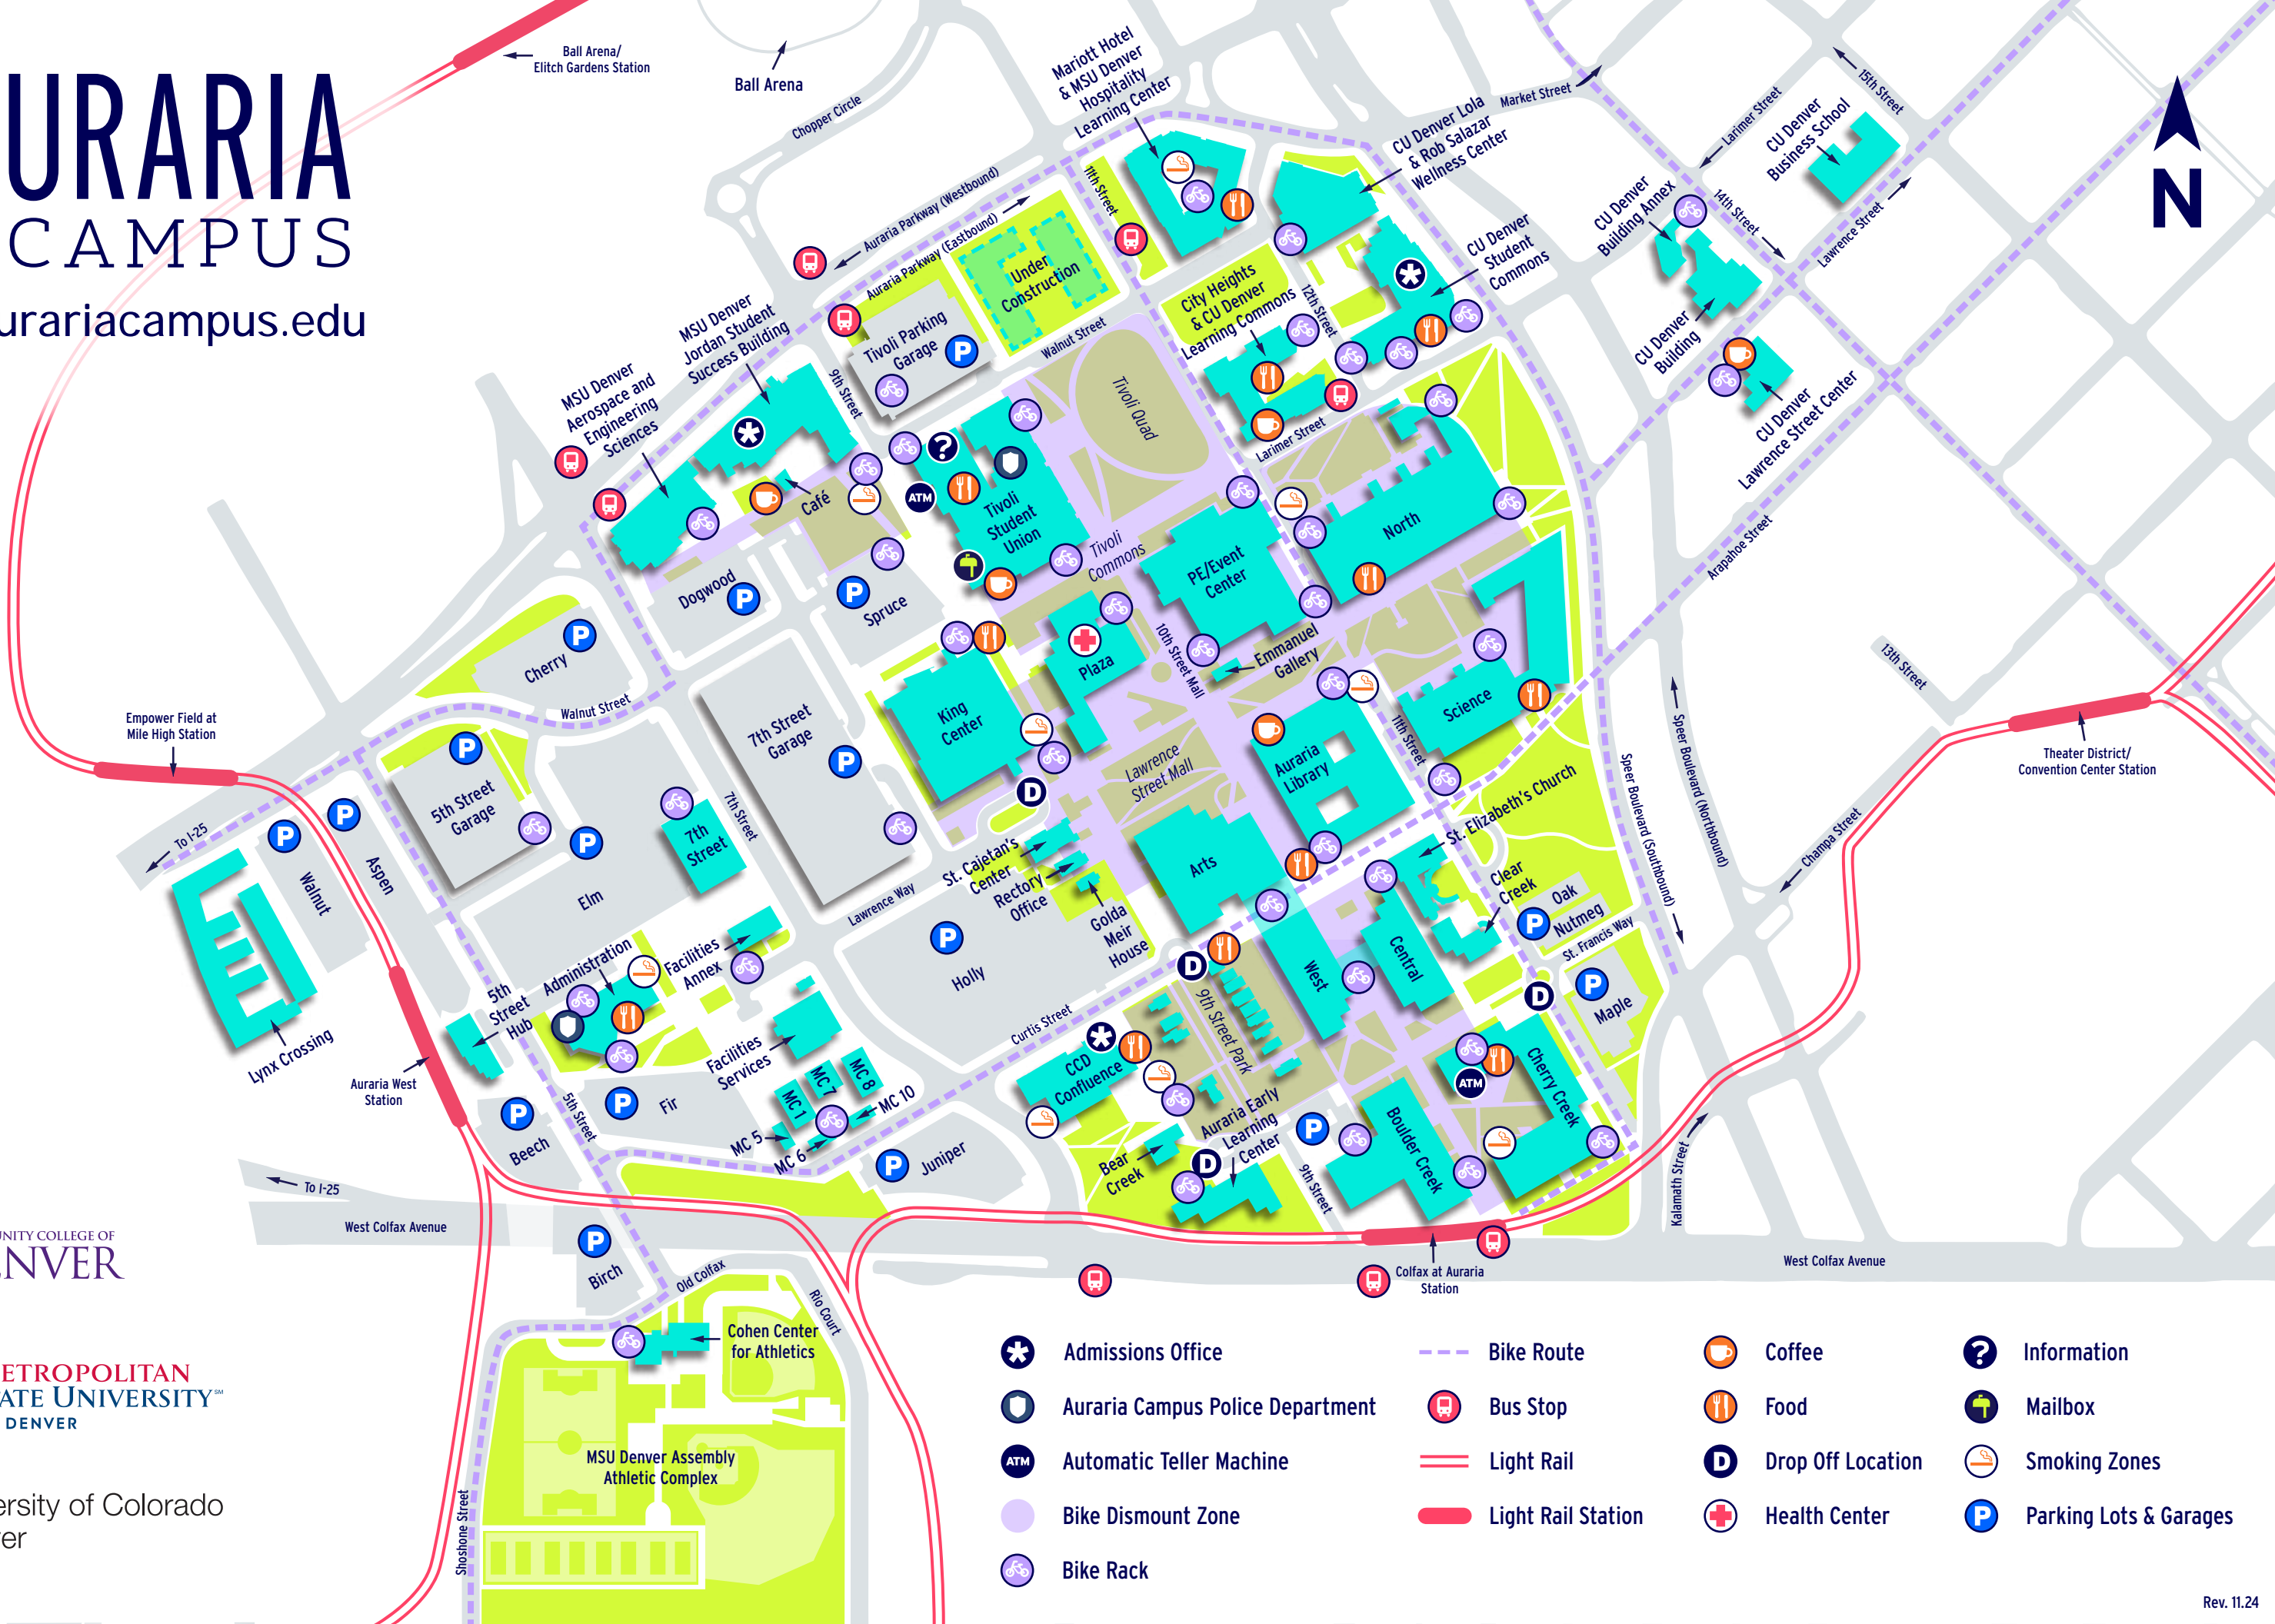 URARIA
CAMPUS
urariacampus.edu
Ball Arena/
Elitch Gardens Station
Ball Arena
Chopper Circle
Mariott Hotel
& MSU Denver
Hospitality
Learning Center
CU Denver Lola
& Rob Salazar
Wellness Center
Market Street
15th Street
Larimer Street
CU Denver
Business School
N
CU Denver
Building Annex
14th Street
Lawrence Street
CU Denver
Student
Commons
Auraria Parkway (Westbound)
Auraria Parkway (Eastbound)
11th Street
Under
Construction
City Heights
& CU Denver
Learning Commons
12th Street
CU Denver
Building
CU Denver
Lawrence Street Center
MSU Denver
Jordan Student
Success Building
Tivoli Parking
Garage
P
Walnut Street
MSU Denver
Aerospace and
Engineering
Sciences
9th Street
Tivoli Quad
Larimer Street
?
ATM
Café
Tivoli
Student
Union
Tivoli
Commons
PE/Event
Center
North
Arapahoe Street
Dogwood
P
P
Spruce
Cherry
P
Walnut Street
Plaza
10th Street Mall
Emmanuel
Gallery
Science
11th Street
13th Street
Empower Field at
Mile High Station
7th Street
Garage
P
King
Center
Lawrence
Street Mall
Auraria
Library
Theater District/
Convention Center Station
Speer Boulevard (Northbound)
Speer Boulevard (Southbound)
Champa Street
5th Street
Garage
P
7th
Street
P
7th Street
D
To I-25
Walnut
P
Aspen
P
Elm
Lawrence Way
St. Cajetan's
Center
Rectory
Office
Golda
Meir
House
Arts
St. Elizabeth's Church
Clear
Creek
Oak
Nutmeg
P
St. Francis Way
Maple
P
Holly
P
Facilities
Annex
Administration
5th
Street
Hub
Lynx Crossing
Auraria West
Station
Facilities
Services
Curtis Street
D
West
Central
D
9th Street Park
CCD
Confluence
MC 1
MC 7
MC 8
MC 10
MC 5
MC 6
Fir
P
5th Street
Beech
P
Juniper
P
Bear
Creek
D
Auraria Early
Learning
Center
P
9th Street
Boulder Creek
ATM
Cherry Creek
Kalamath Street
To I-25
West Colfax Avenue
Birch
P
Old Colfax
Rio Court
Colfax at Auraria
Station
West Colfax Avenue
Cohen Center
for Athletics
MSU Denver Assembly
Athletic Complex
Shoshone Street
UNITY COLLEGE OF
NVER
ETROPOLITAN
ATE UNIVERSITY℠
DENVER
ersity of Colorado
er
Admissions Office
Auraria Campus Police Department
ATM Automatic Teller Machine
Bike Dismount Zone
Bike Rack
Bike Route
Bus Stop
Light Rail
Light Rail Station
Coffee
Food
D Drop Off Location
Health Center
? Information
Mailbox
Smoking Zones
P Parking Lots & Garages
Rev. 11.24